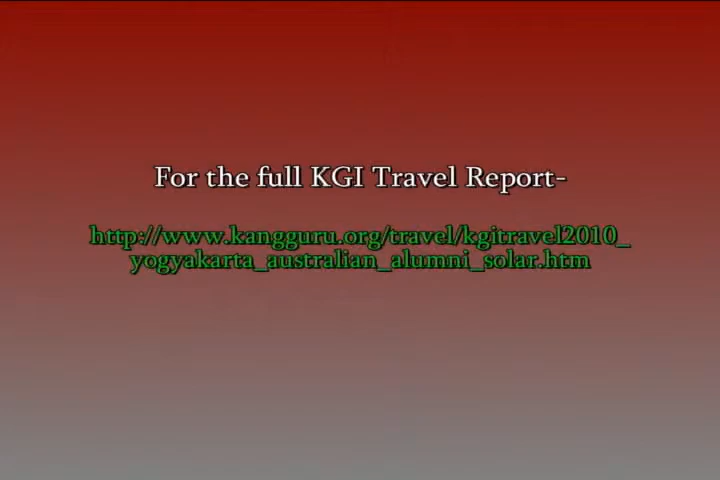 For the full KGI Travel Report-
http://www.kangguru.org/travel/kgitravel2010_
yogyakarta_australian_alumni_solar.htm